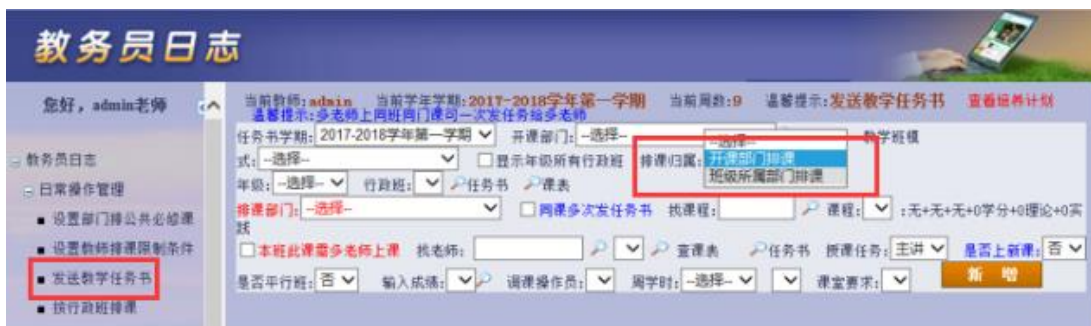 教务员日志
您好，admin老师
当前教师:admin 当前学年学期:2017-2018学年第一学期 当前周数:9 温馨提示:发送教学任务书 查看培养计划
温馨提示:多老师上同班同门课可一次发任务给多老师
任务书学期: 2017-2018学年第一学期 开课部门: --选择-- 教学班模
--选择--
式: --选择-- 显示年级所有行政班 排课归属: 开课部门排课
班级所属部门排课
教务员日志
年级: --选择-- 行政班: 任务书 课表
日常操作管理
排课部门: --选择-- 同课多次发任务书 找课程: 课程: :无+无+无+0学分+0理论+0实
践
设置部门排公共必修课
本班此课需多老师上课 找老师: 查课表 任务书 授课任务: 主讲 是否上新课: 否
设置教师排课限制条件
发送教学任务书
是否平行班: 否 输入成绩: 调课操作员: 周学时: --选择-- 课室要求: 新 增
按行政班排课